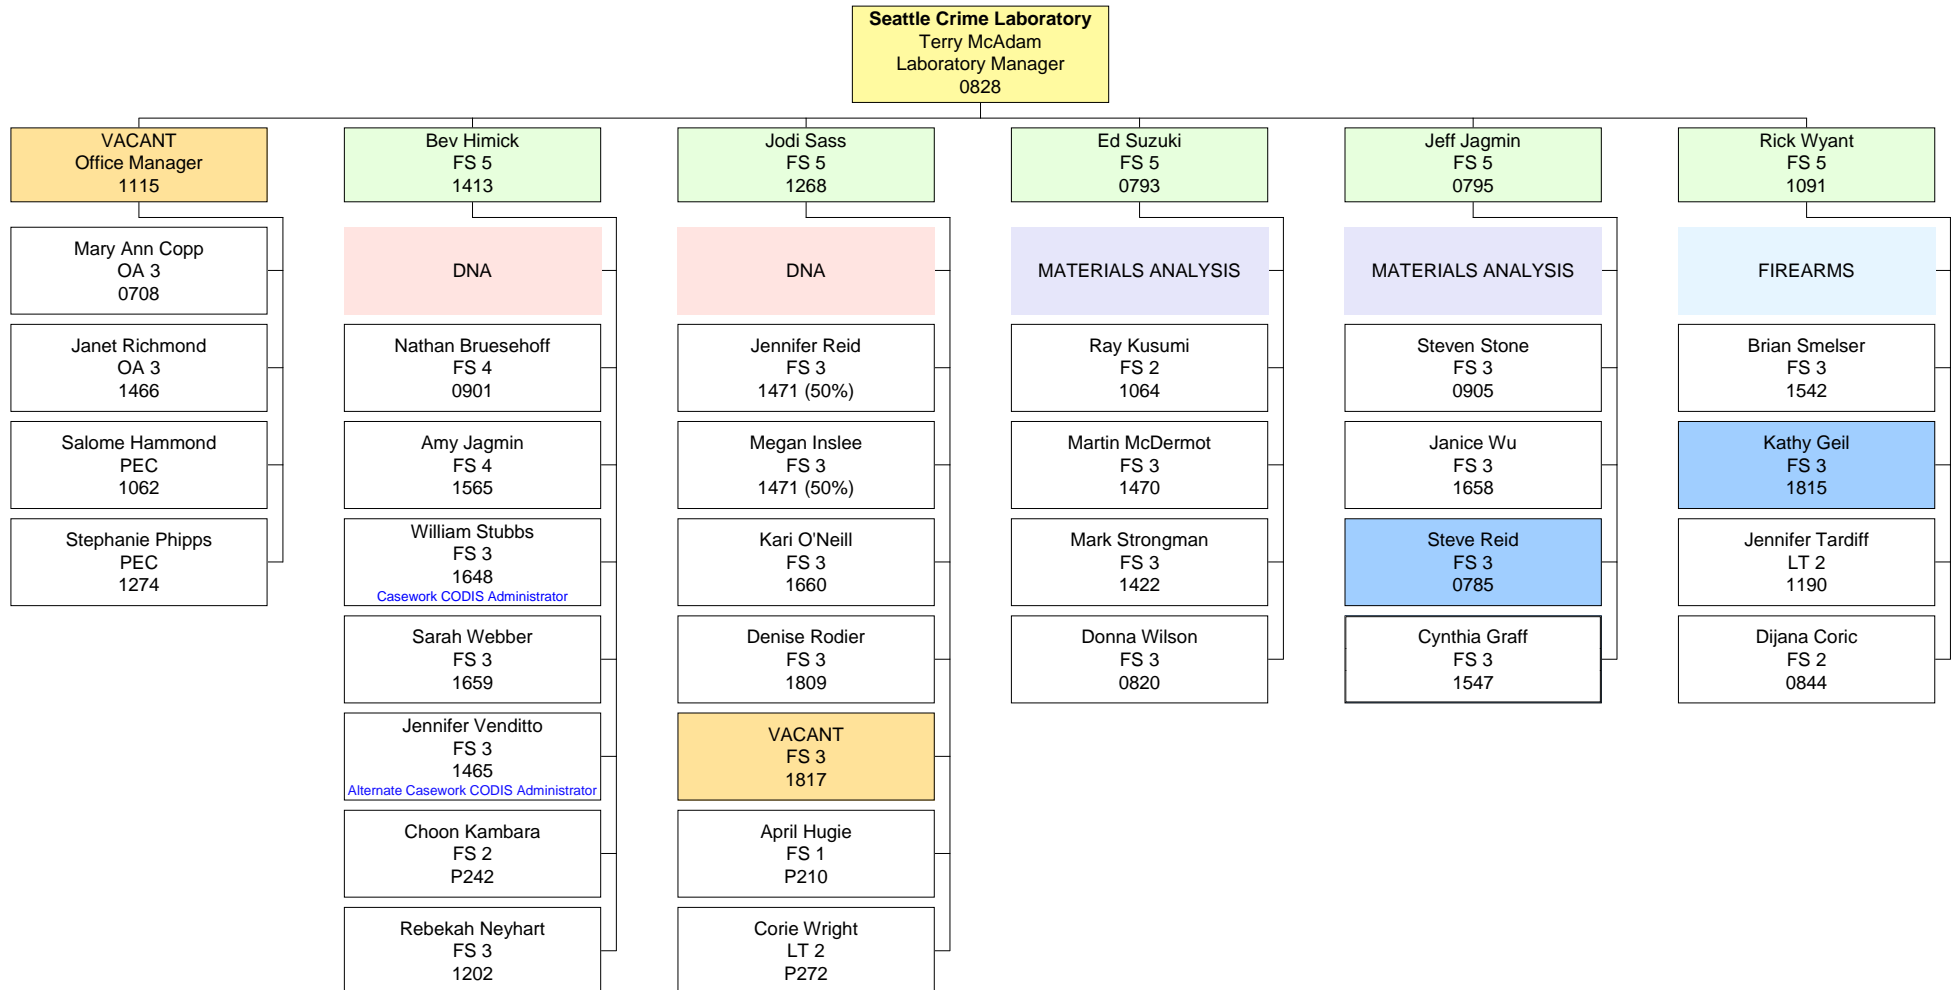 Seattle Crime Laboratory
Terry McAdam
Laboratory Manager
0828
VACANT
Office Manager
1115
Mary Ann Copp
OA 3
0708
Janet Richmond
OA 3
1466
Salome Hammond
PEC
1062
Stephanie Phipps
PEC
1274
Bev Himick
FS 5
1413
DNA
Nathan Bruesehoff
FS 4
0901
Amy Jagmin
FS 4
1565
William Stubbs
FS 3
1648
Casework CODIS Administrator
Sarah Webber
FS 3
1659
Jennifer Venditto
FS 3
1465
Alternate Casework CODIS Administrator
Choon Kambara
FS 2
P242
Rebekah Neyhart
FS 3
1202
Jodi Sass
FS 5
1268
DNA
Jennifer Reid
FS 3
1471 (50%)
Megan Inslee
FS 3
1471 (50%)
Kari O'Neill
FS 3
1660
Denise Rodier
FS 3
1809
VACANT
FS 3
1817
April Hugie
FS 1
P210
Corie Wright
LT 2
P272
Ed Suzuki
FS 5
0793
MATERIALS ANALYSIS
Ray Kusumi
FS 2
1064
Martin McDermot
FS 3
1470
Mark Strongman
FS 3
1422
Donna Wilson
FS 3
0820
Jeff Jagmin
FS 5
0795
MATERIALS ANALYSIS
Steven Stone
FS 3
0905
Janice Wu
FS 3
1658
Steve Reid
FS 3
0785
Cynthia Graff
FS 3
1547
Rick Wyant
FS 5
1091
FIREARMS
Brian Smelser
FS 3
1542
Kathy Geil
FS 3
1815
Jennifer Tardiff
LT 2
1190
Dijana Coric
FS 2
0844